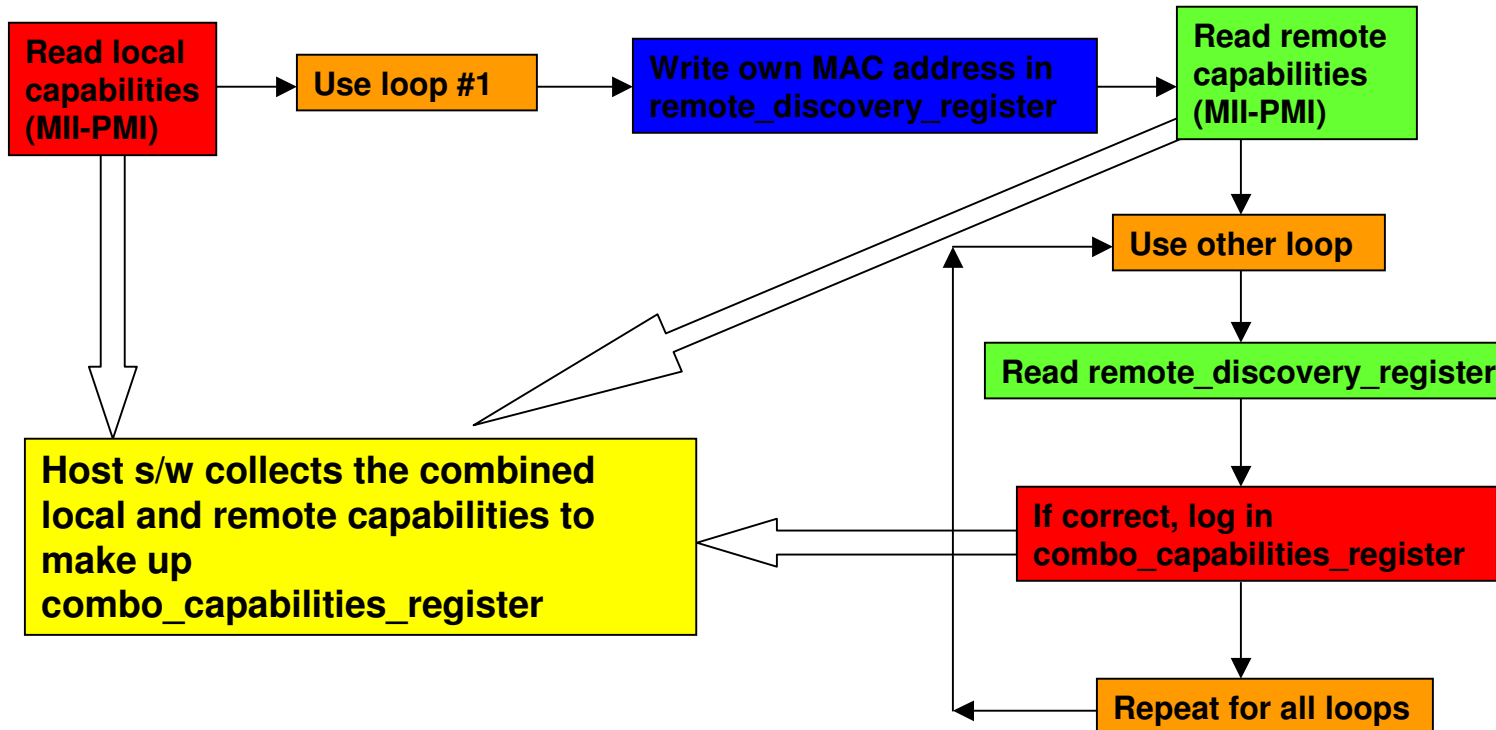 Read local
capabilities
(MII-PMI)
Use loop #1
Write own MAC address in
remote_discovery_register
Read remote
capabilities
(MII-PMI)
Use other loop
Read remote_discovery_register
If correct, log in
combo_capabilities_register
Host s/w collects the combined
local and remote capabilities to
make up
combo_capabilities_register
Repeat for all loops